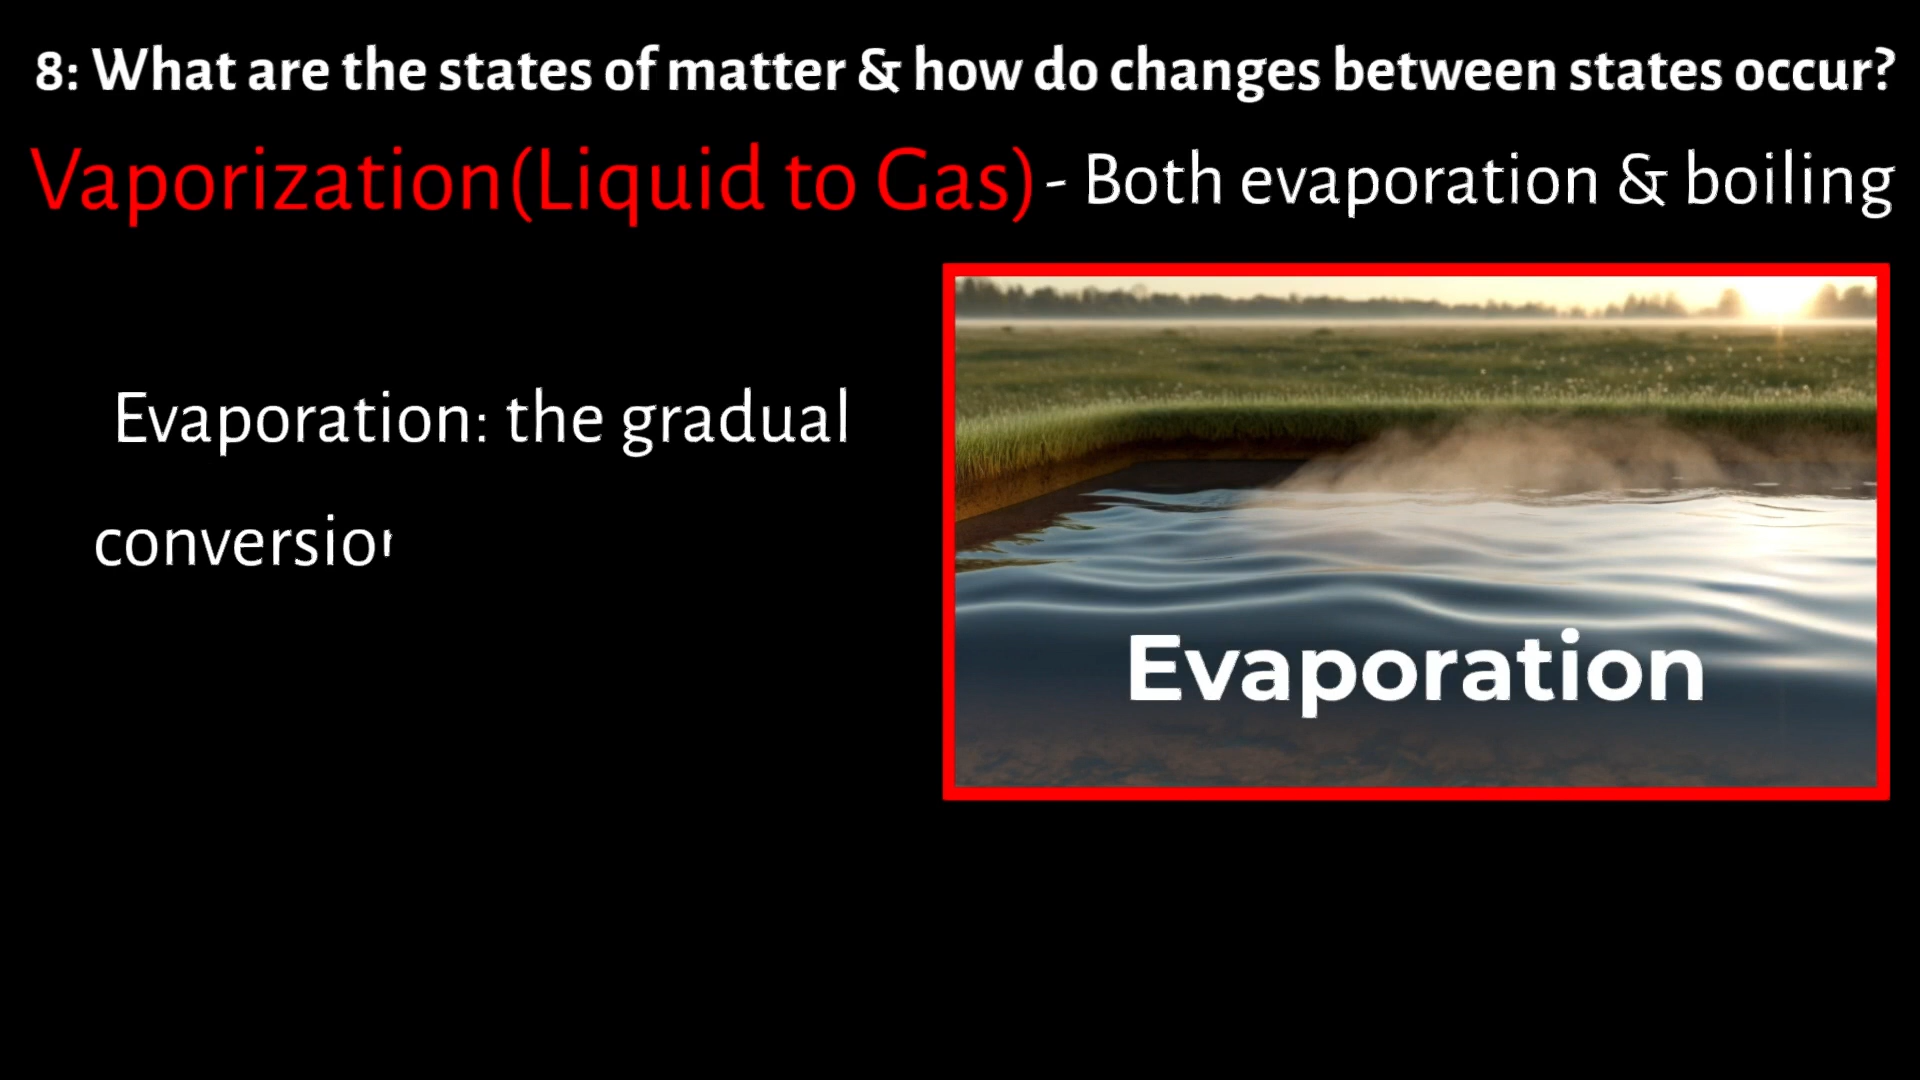 8: What are the states of matter & how do changes between states occur?
Vaporization(Liquid to Gas) - Both evaporation & boiling
Evaporation: the gradual
conversion
Evaporation